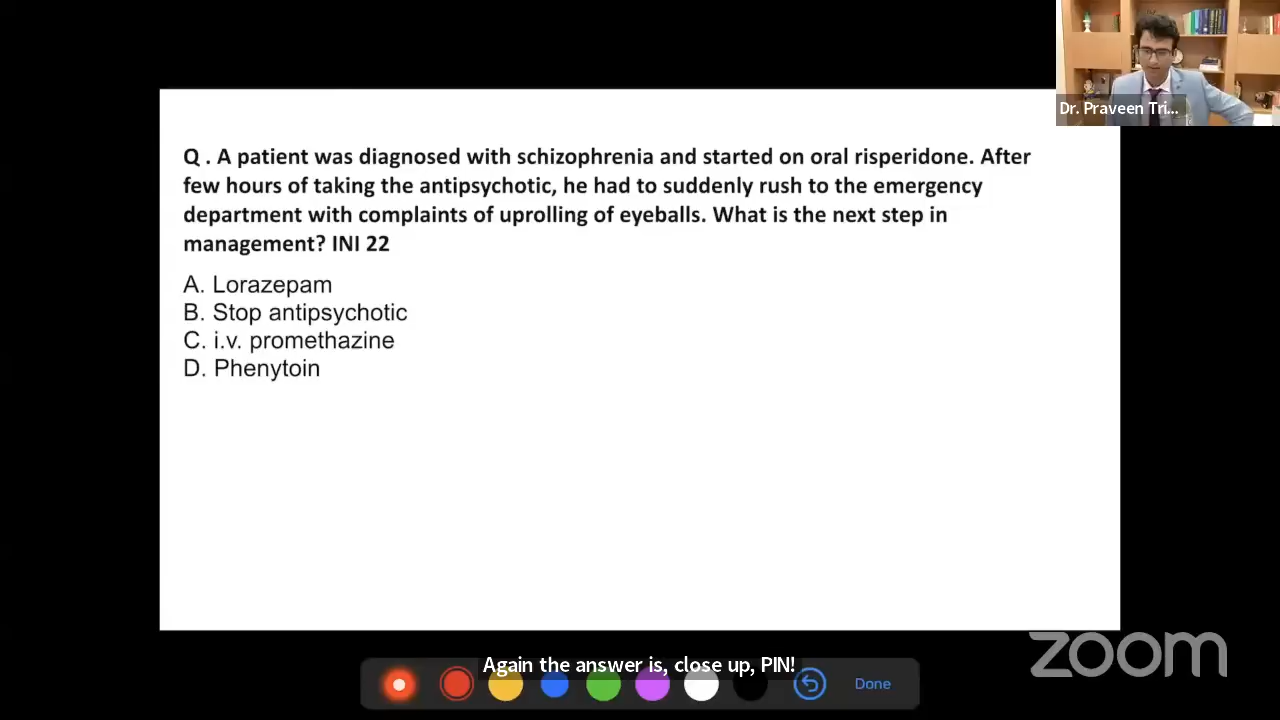 Dr. Praveen Tri...
Q . A patient was diagnosed with schizophrenia and started on oral risperidone. After
few hours of taking the antipsychotic, he had to suddenly rush to the emergency
department with complaints of uprolling of eyeballs. What is the next step in
management? INI 22
A. Lorazepam
B. Stop antipsychotic
C. i.v. promethazine
D. Phenytoin
zoom
Again the answer is, close up, PIN!
Done